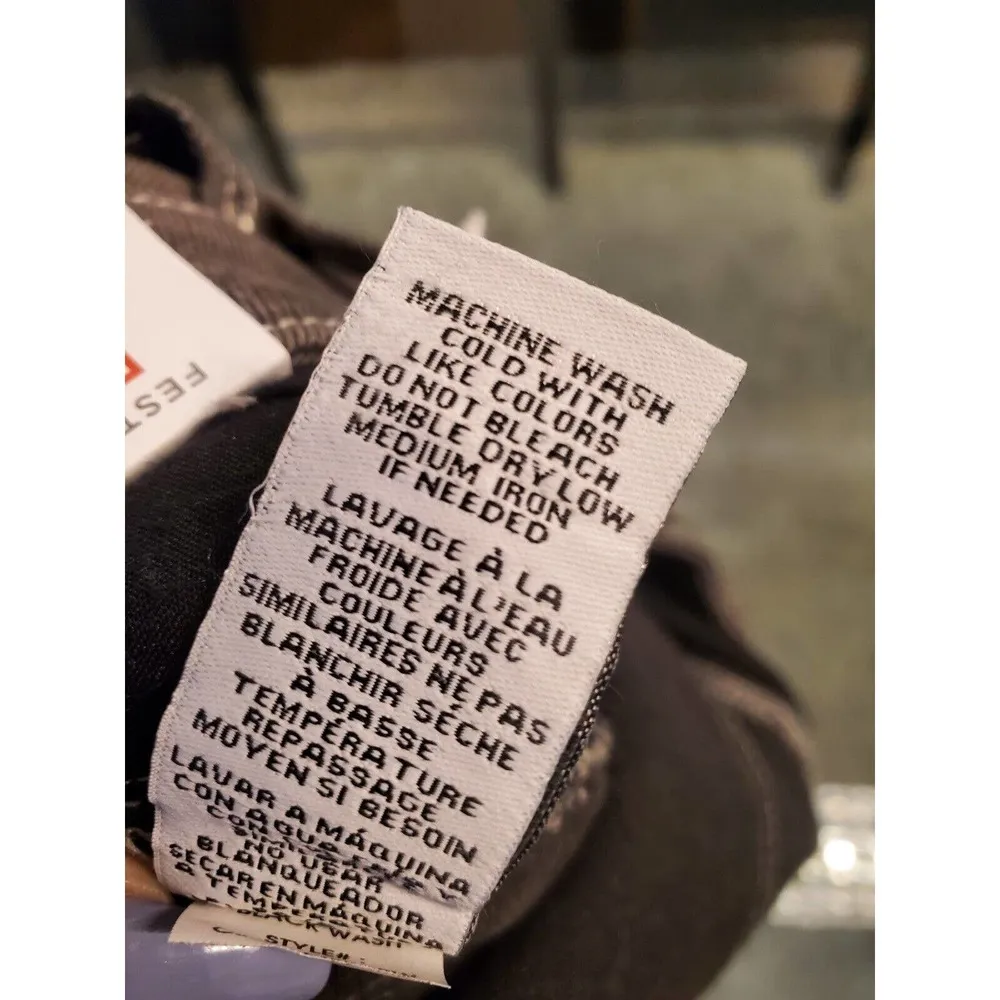 FEST
MACHINE WASH
COLD WITH
LIKE COLORS
DO NOT BLEACH
TUMBLE DRY LOW
MEDIUM IRON
IF NEEDED
LAVAGE À LA
MACHINE À L'EAU
FROIDE AVEC
COULEURS
SIMILAIRES NE PAS
BLANCHIR SÉCHE
À BASSE
TEMPÉRATURE
REPASSAGE
MOYEN SI BESOIN
LAVAR A MÁQUINA
CON AGUA
NO USAR
BLANQUEADOR
SECAR EN MÁQUINA
A
BLACK WASH
STYLE#